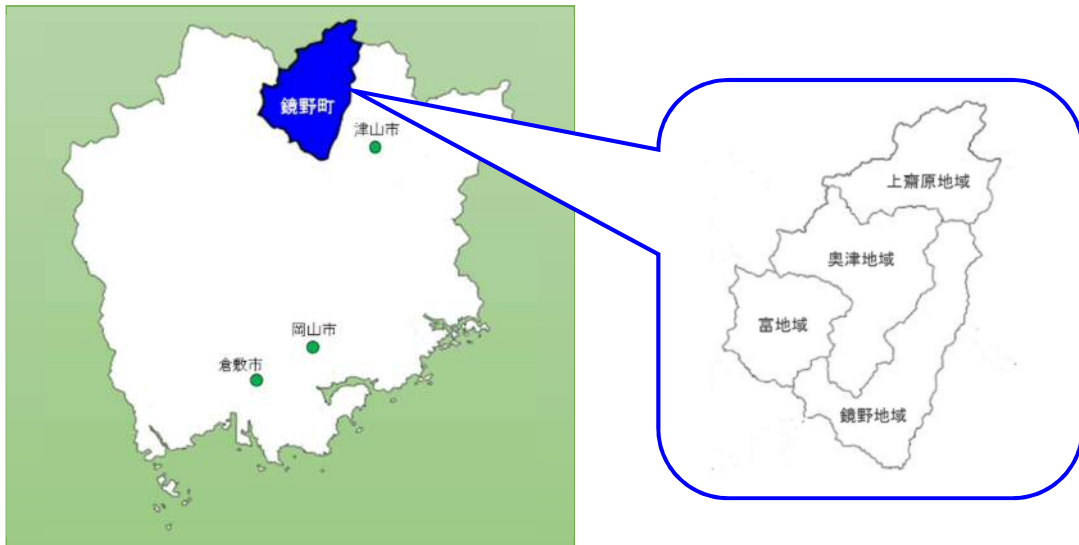 鏡野町
津山市
岡山市
倉敷市
上齋原地域
奥津地域
富地域
鏡野地域